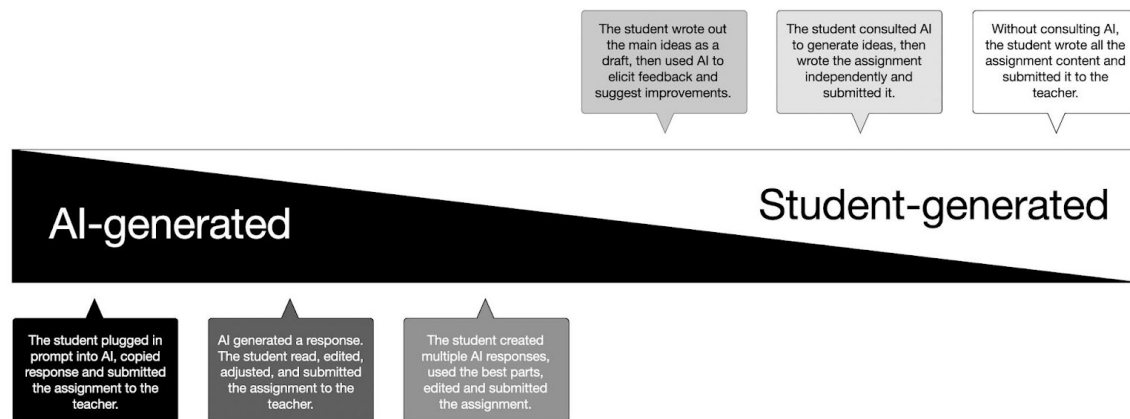 The student wrote out
the main ideas as a
draft, then used AI to
elicit feedback and
suggest improvements.
The student consulted AI
to generate ideas, then
wrote the assignment
independently and
submitted it.
Without consulting AI,
the student wrote all the
assignment content and
submitted it to the
teacher.
AI-generated
Student-generated
The student plugged in
prompt into AI, copied
response and submitted
the assignment to the
teacher.
AI generated a response.
The student read, edited,
adjusted, and submitted
the assignment to the
teacher.
The student created
multiple AI responses,
used the best parts,
edited and submitted
the assignment.